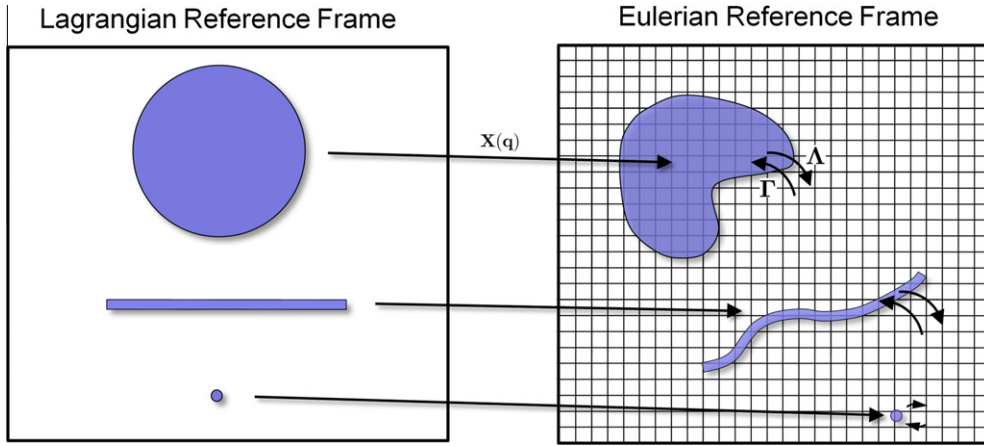 Lagrangian Reference Frame
Eulerian Reference Frame
X(q)
Λ
Γ